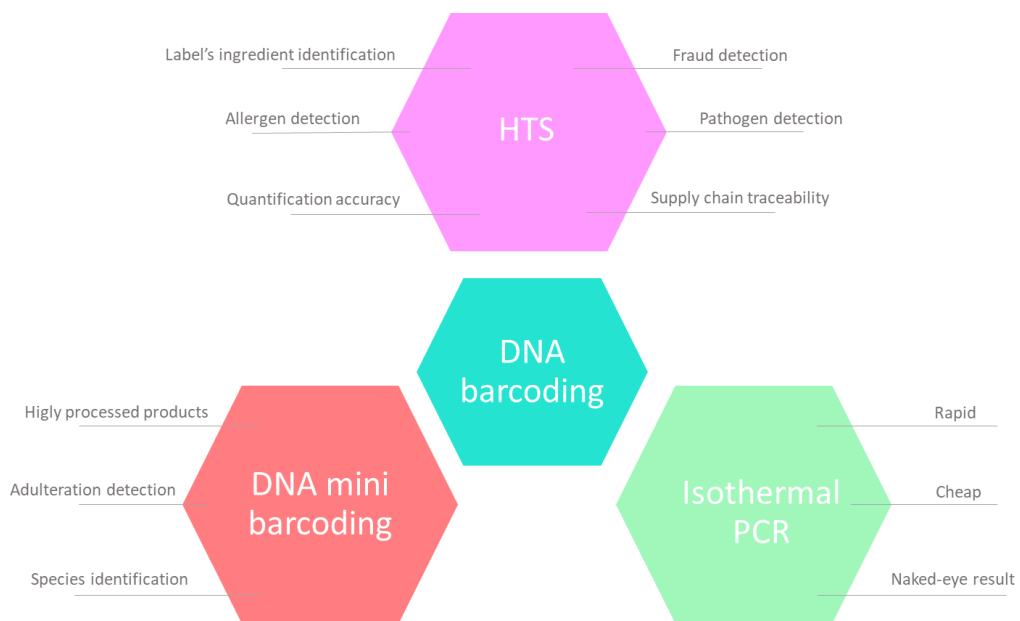 Label's ingredient identification
Fraud detection
Allergen detection
HTS
Pathogen detection
Quantification accuracy
Supply chain traceability
DNA
barcoding
Higly processed products
Adulteration detection
Species identification
DNA mini
barcoding
Isothermal
PCR
Rapid
Cheap
Naked-eye result